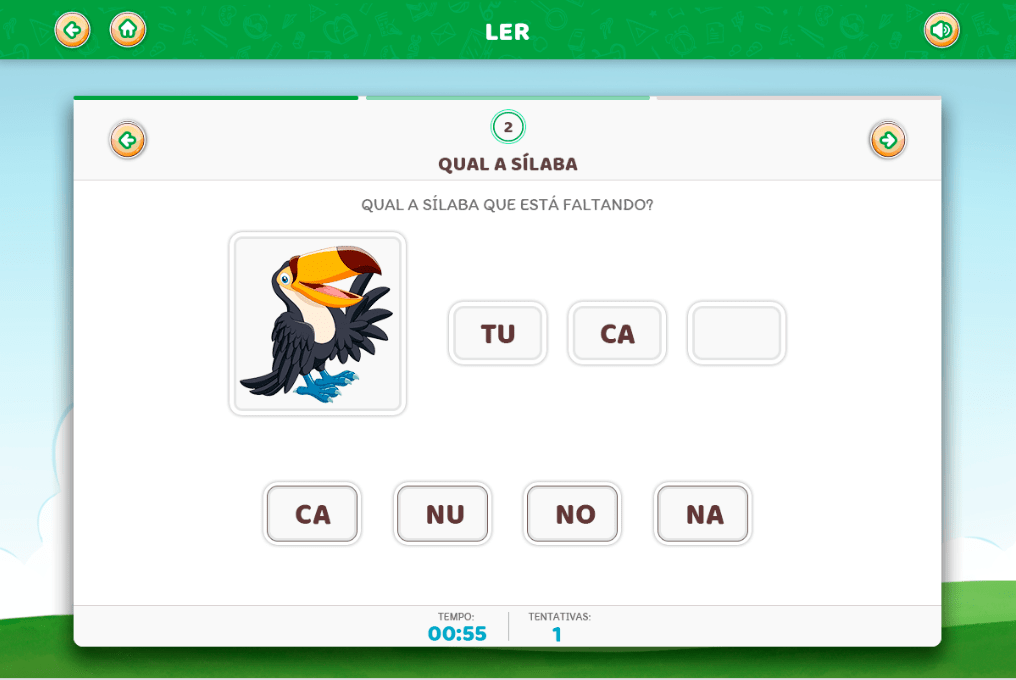 LER
2
QUAL A SÍLABA
QUAL A SÍLABA QUE ESTÁ FALTANDO?
TU CA
CA NU NO NA
TEMPO: TENTATIVAS:
00:55 1